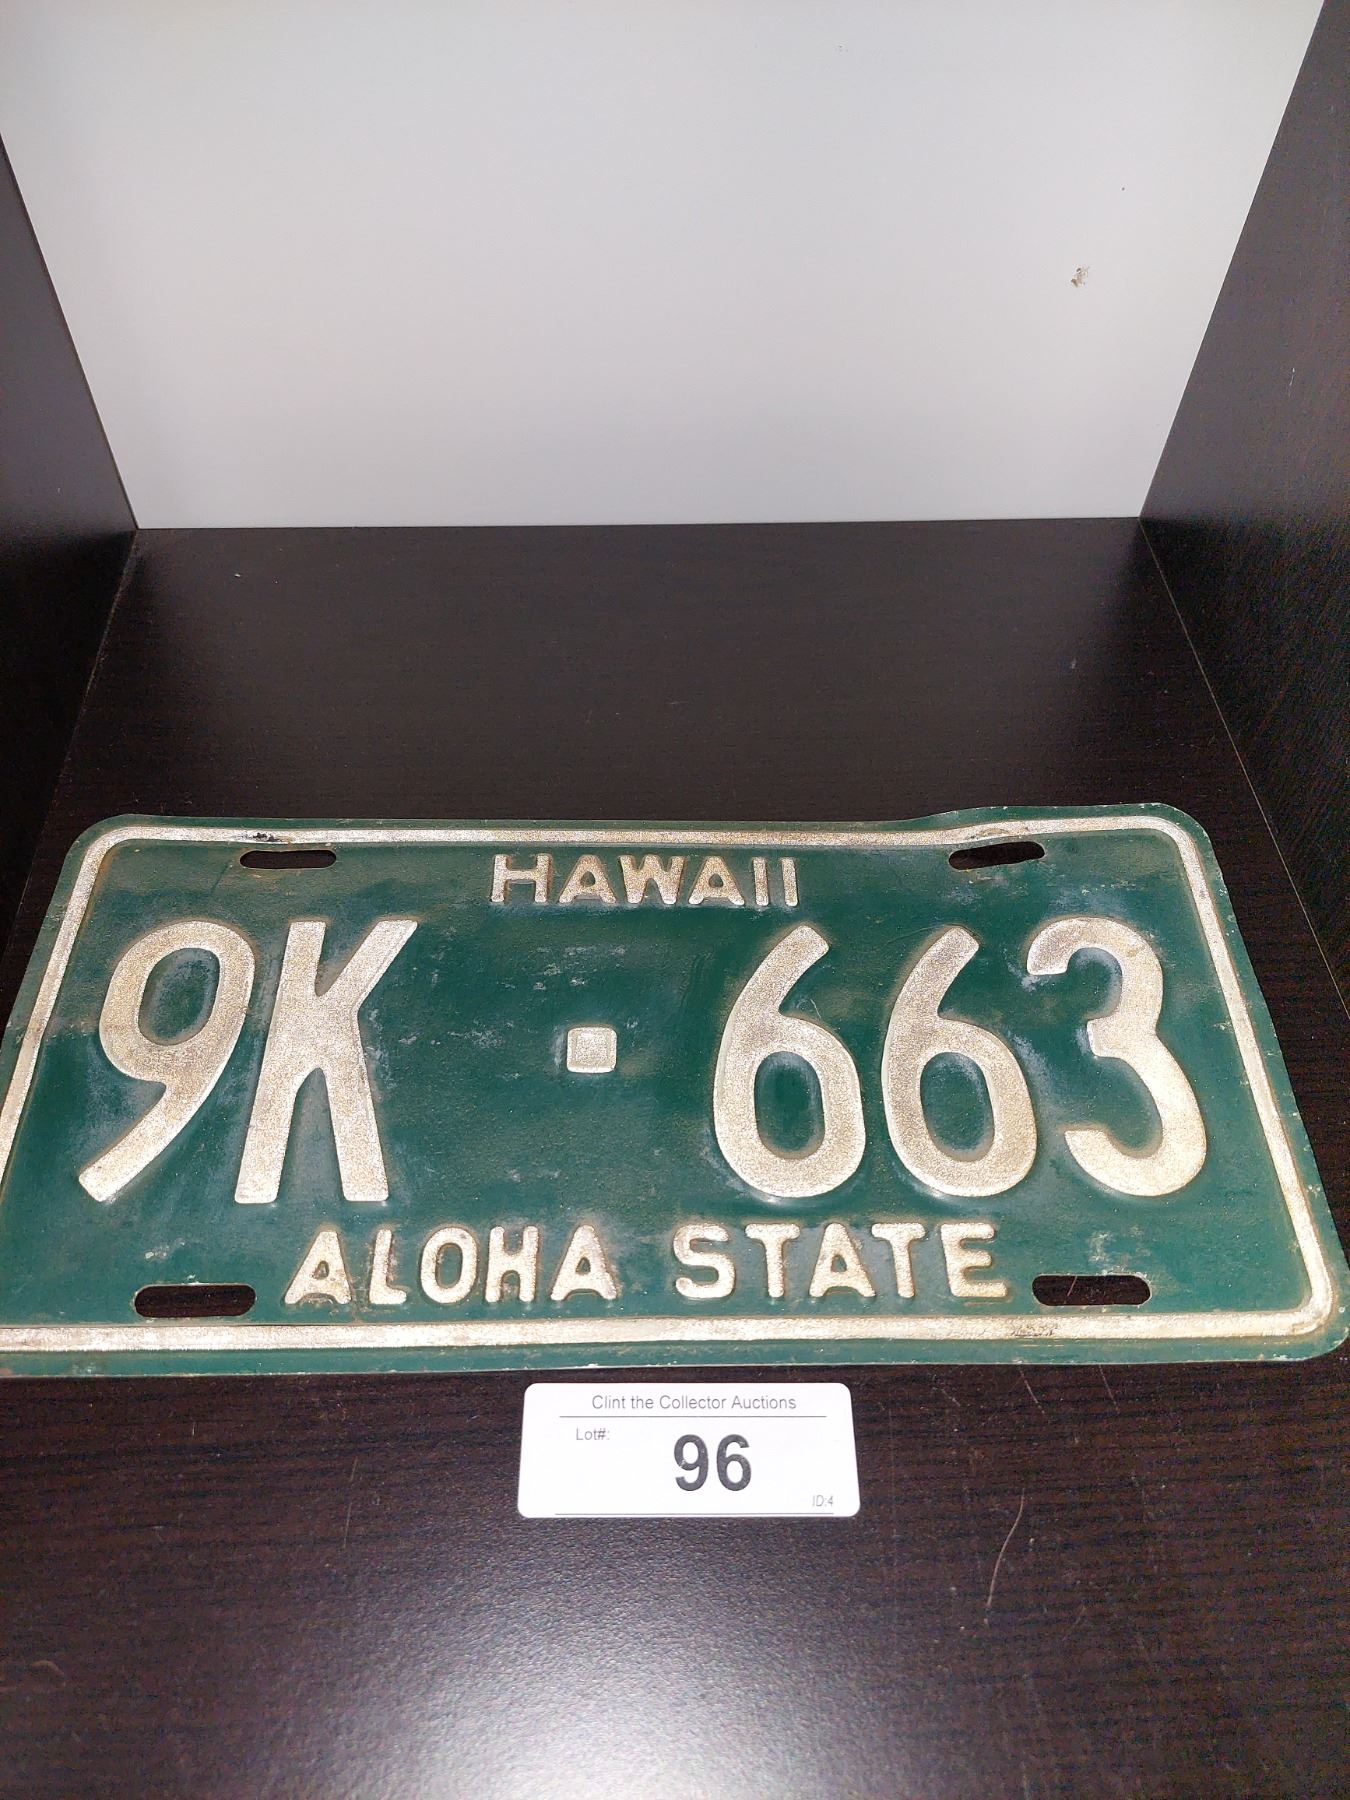 HAWAII
9K 663
ALOHA STATE
Clint the Collector Auctions
Lot#:
96
ID:4